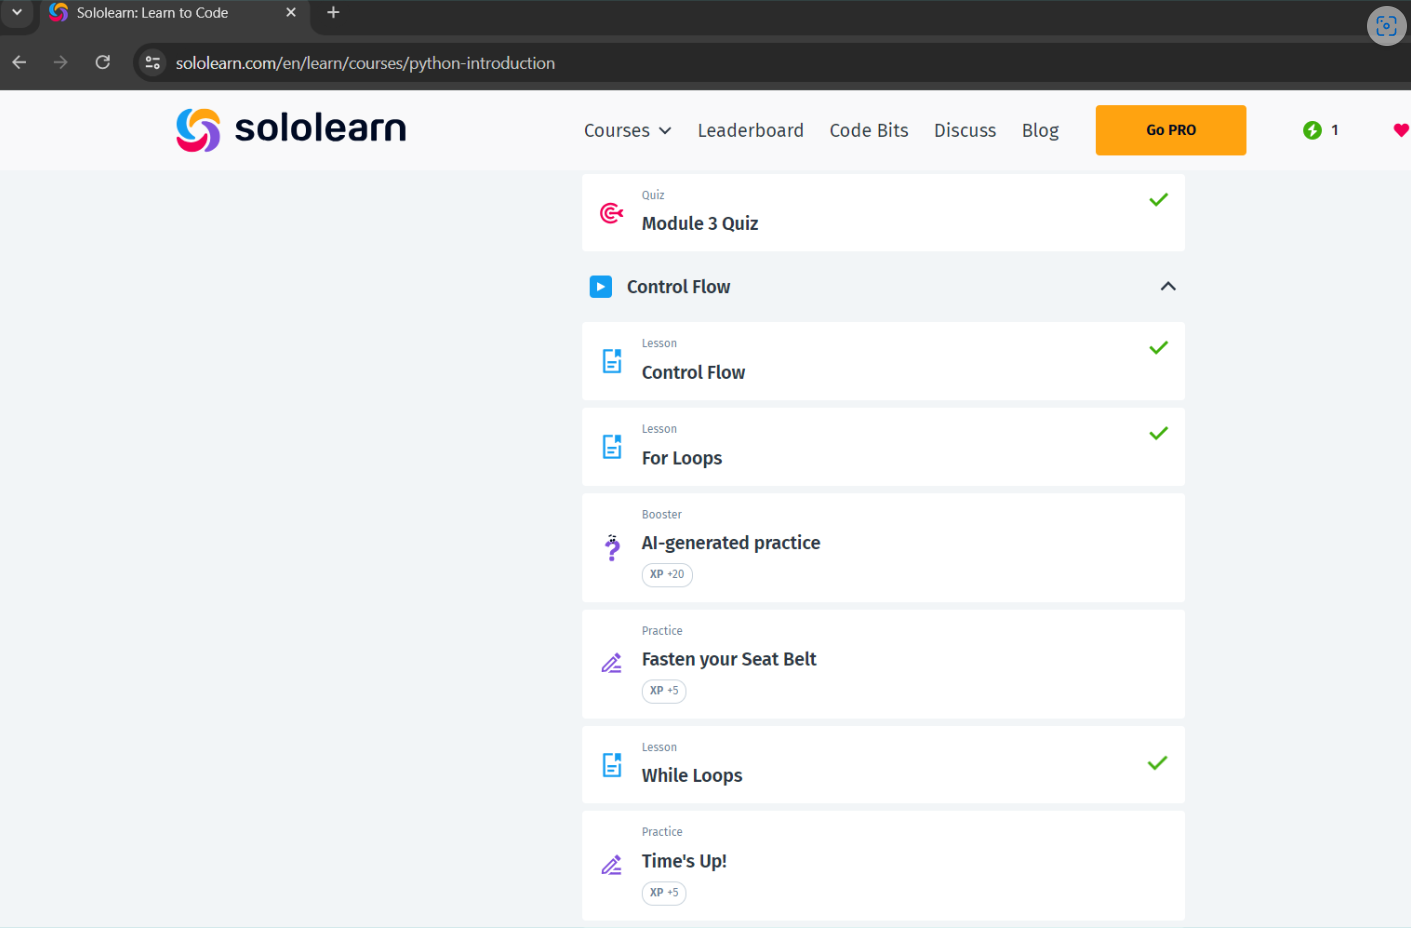 Sololearn: Learn to Code
sololearn.com/en/learn/courses/python-introduction
sololearn
Courses Leaderboard Code Bits Discuss Blog Go PRO 1
Quiz
Module 3 Quiz
Control Flow
Lesson
Control Flow
Lesson
For Loops
Booster
AI-generated practice
XP +20
Practice
Fasten your Seat Belt
XP +5
Lesson
While Loops
Practice
Time's Up!
XP +5